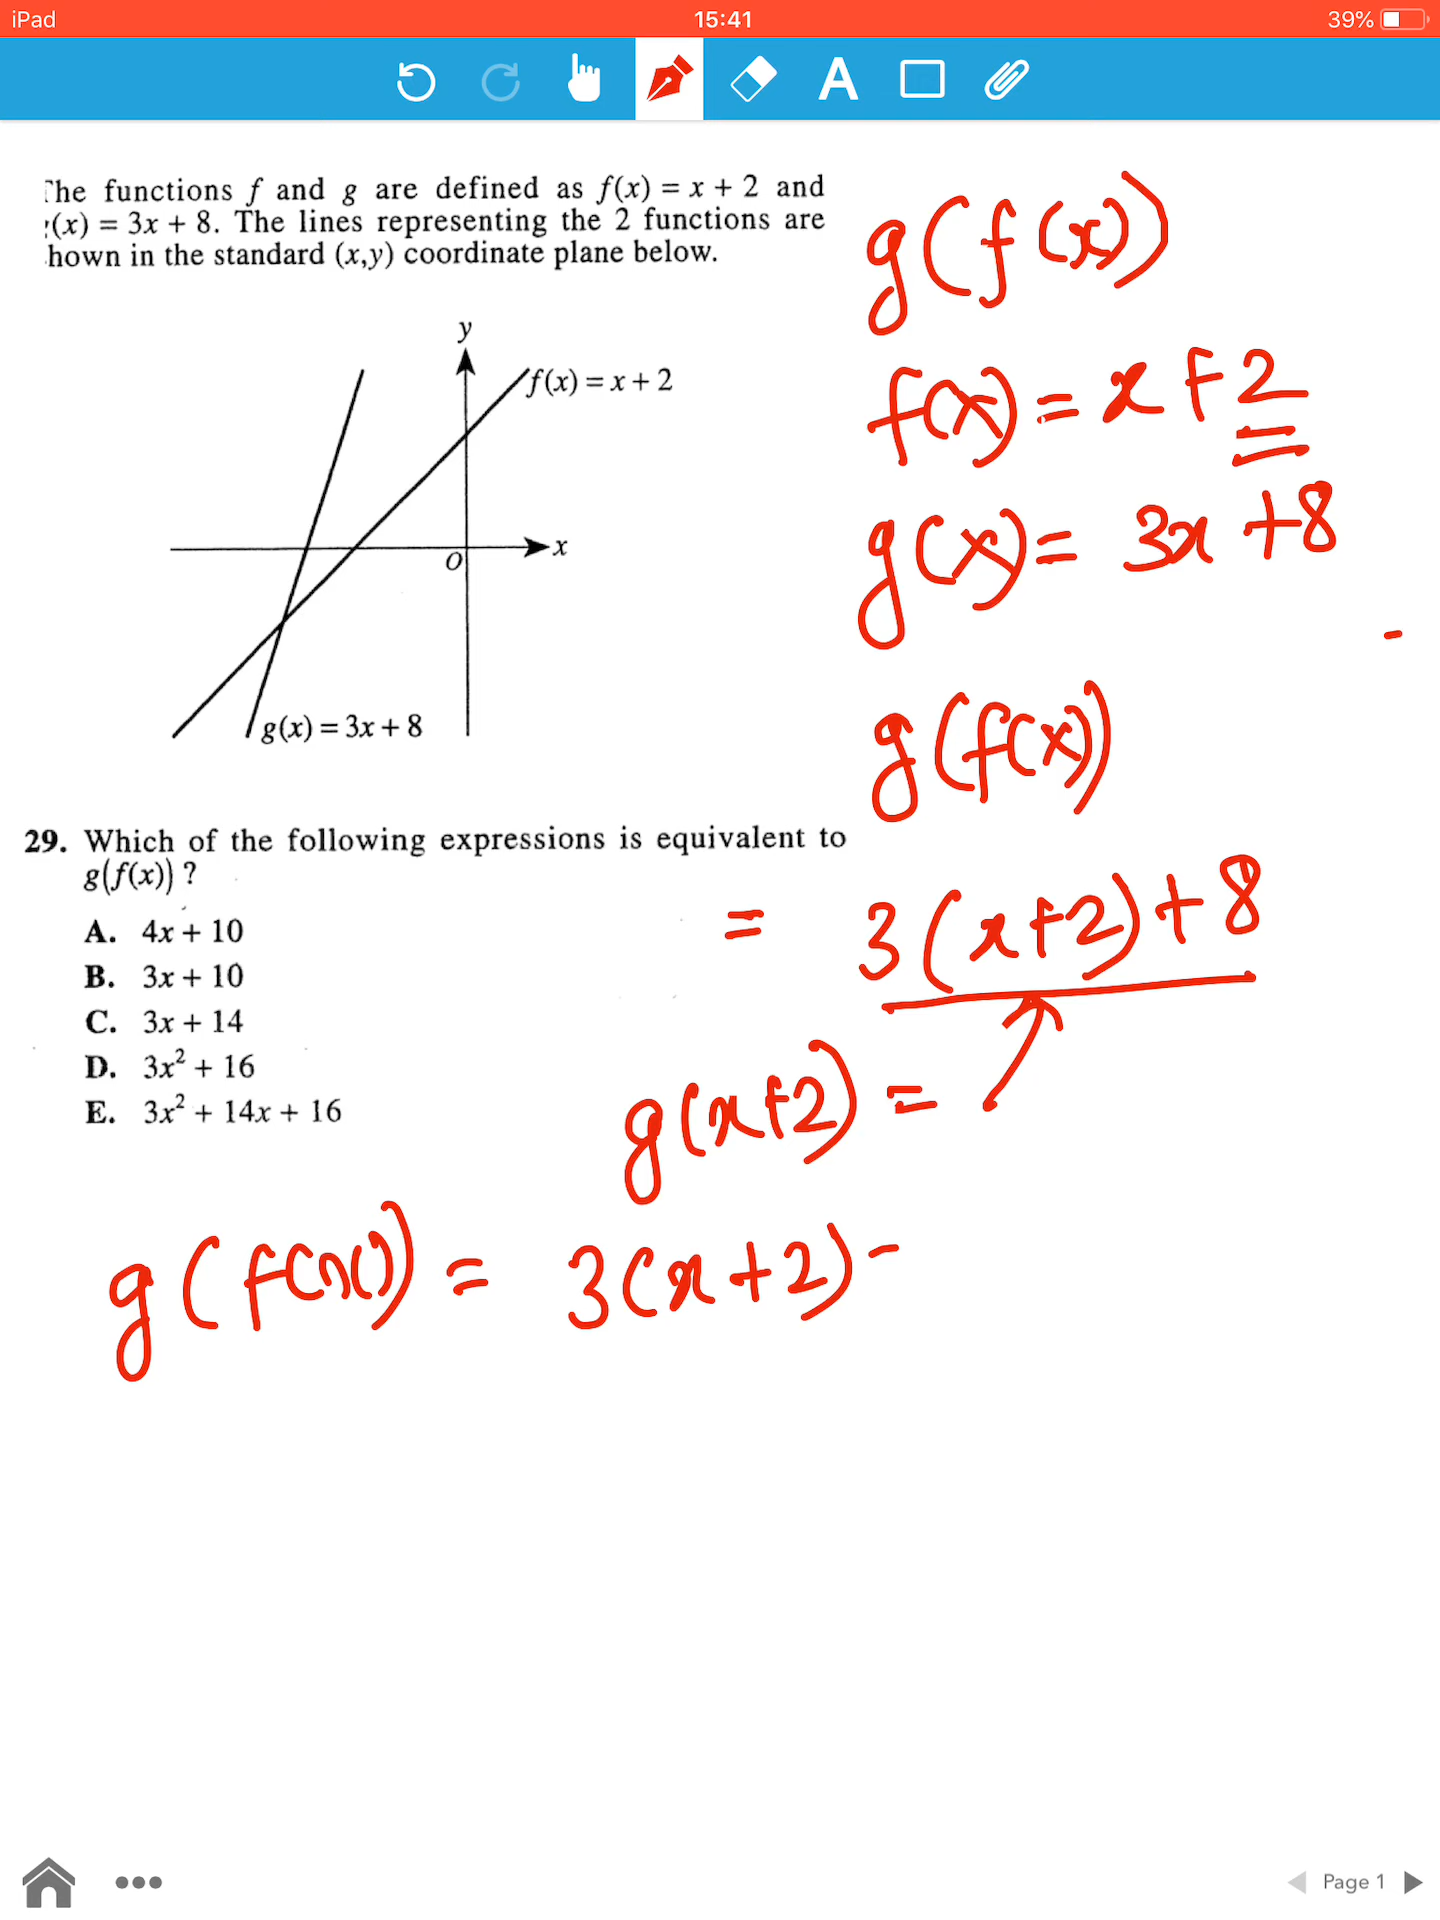 iPad 15:41 39%
A
The functions f and g are defined as f(x) = x + 2 and
(x) = 3x + 8. The lines representing the 2 functions are
hown in the standard (x,y) coordinate plane below.
y
f(x) = x + 2
x
O
g(x) = 3x + 8
29. Which of the following expressions is equivalent to
g(f(x)) ?
A. 4x + 10
B. 3x + 10
C. 3x + 14
D. 3x² + 16
E. 3x² + 14x + 16
g(f(x))
f(x) = x + 2
g(x) = 3x + 8
-
g(f(x))
= 3(x+2)+8
g(x+2) =
g(f(x)) = 3(x+2) -
Page 1